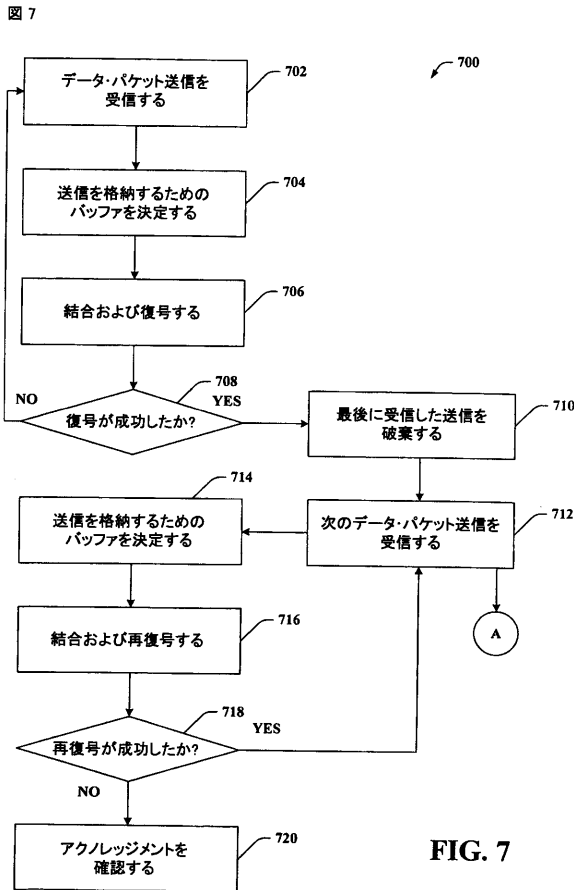 図 7
700
データ・パケット送信を
受信する
702
送信を格納するための
バッファを決定する
704
結合および復号する
706
復号が成功したか?
708
NO
YES
最後に受信した送信を
破棄する
710
次のデータ・パケット送信を
受信する
712
A
送信を格納するための
バッファを決定する
714
結合および再復号する
716
再復号が成功したか?
718
YES
NO
アクノレッジメントを
確認する
720
FIG. 7